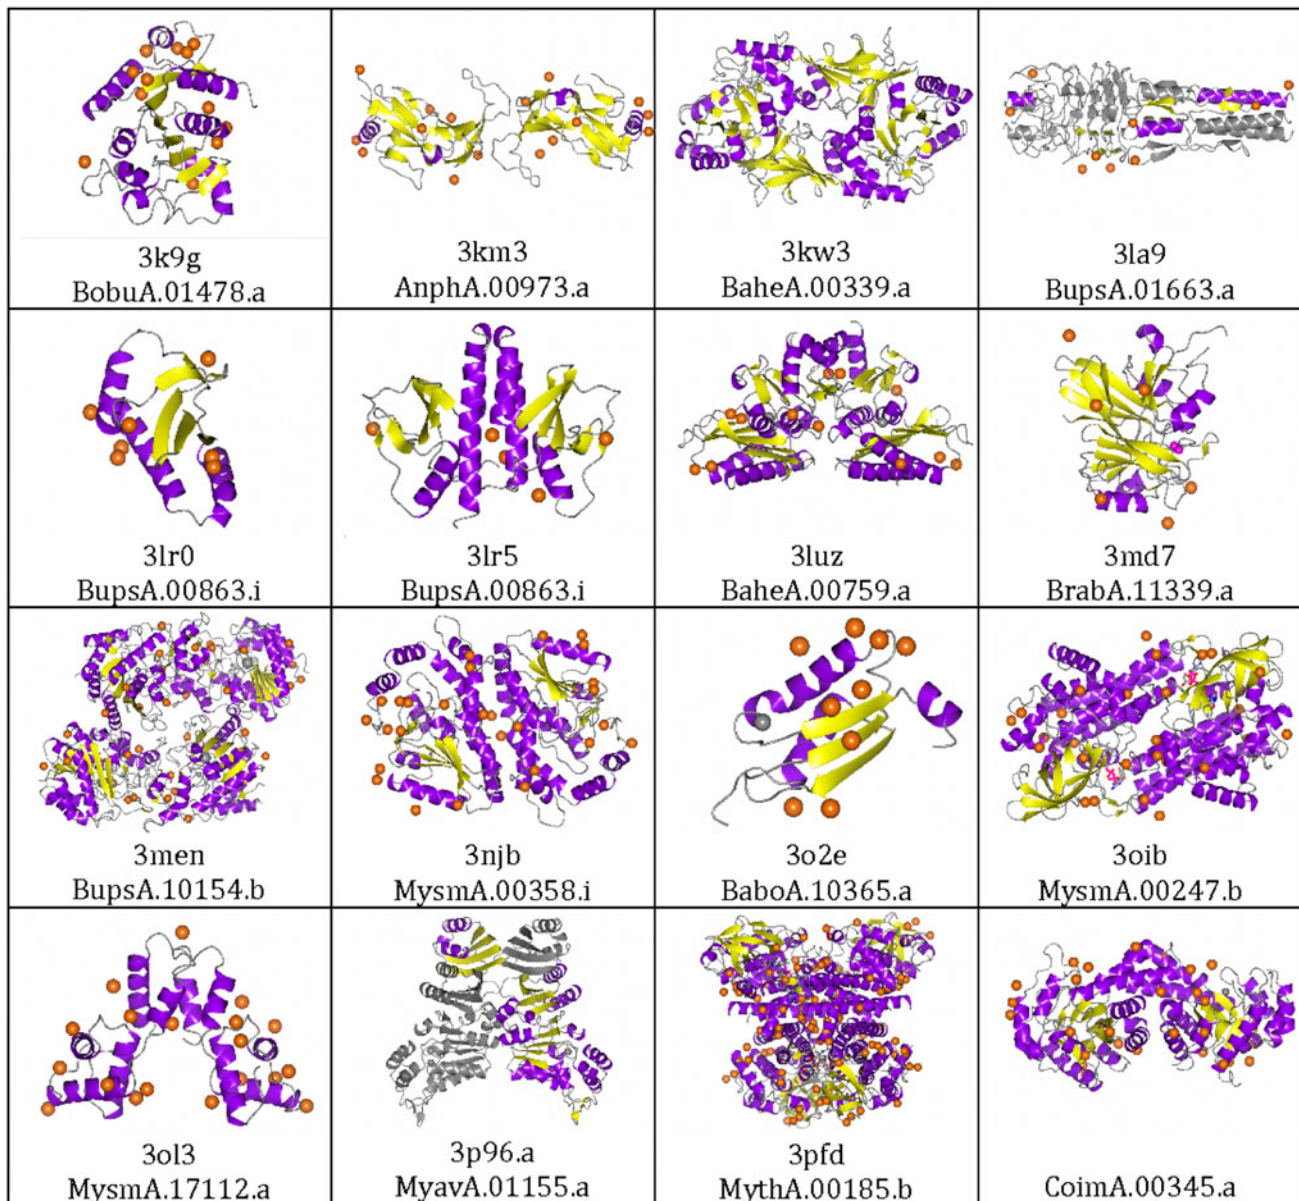 3k9g
BobuA.01478.a
3km3
AnphA.00973.a
3kw3
BaheA.00339.a
3la9
BupsA.01663.a
3lr0
BupsA.00863.i
3lr5
BupsA.00863.i
3luz
BaheA.00759.a
3md7
BrabA.11339.a
3men
BupsA.10154.b
3njb
MysmA.00358.i
3o2e
BaboA.10365.a
3oib
MysmA.00247.b
3ol3
MysmA.17112.a
3p96.a
MyavA.01155.a
3pfd
MythA.00185.b
CoimA.00345.a